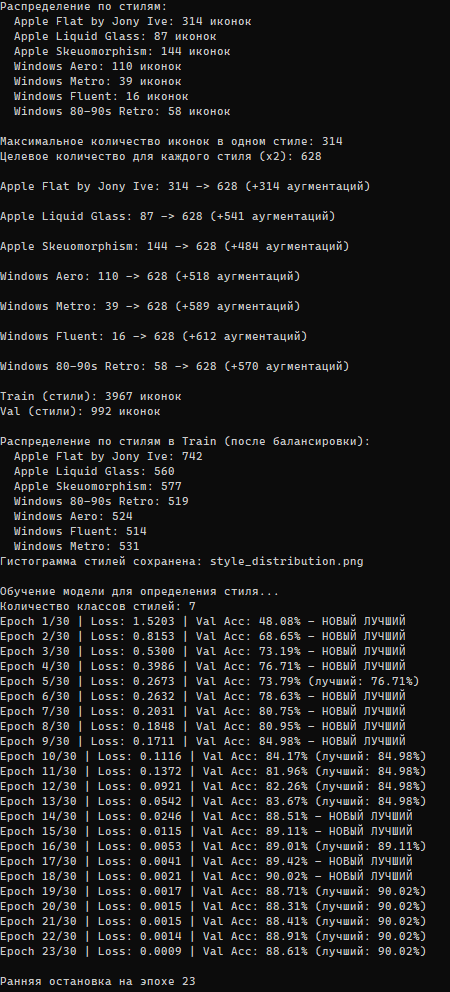 Распределение по стилям:
Apple Flat by Jony Ive: 314 иконок
Apple Liquid Glass: 87 иконок
Apple Skeuomorphism: 144 иконок
Windows Aero: 110 иконок
Windows Metro: 39 иконок
Windows Fluent: 16 иконок
Windows 80-90s Retro: 58 иконок
Максимальное количество иконок в одном стиле: 314
Целевое количество для каждого стиля (x2): 628
Apple Flat by Jony Ive: 314 -> 628 (+314 аугментаций)
Apple Liquid Glass: 87 -> 628 (+541 аугментаций)
Apple Skeuomorphism: 144 -> 628 (+484 аугментаций)
Windows Aero: 110 -> 628 (+518 аугментаций)
Windows Metro: 39 -> 628 (+589 аугментаций)
Windows Fluent: 16 -> 628 (+612 аугментаций)
Windows 80-90s Retro: 58 -> 628 (+570 аугментаций)
Train (стили): 3967 иконок
Val (стили): 992 иконок
Распределение по стилям в Train (после балансировки):
Apple Flat by Jony Ive: 742
Apple Liquid Glass: 560
Apple Skeuomorphism: 577
Windows 80-90s Retro: 519
Windows Aero: 524
Windows Fluent: 514
Windows Metro: 531
Гистограмма стилей сохранена: style_distribution.png
Обучение модели для определения стиля...
Количество классов стилей: 7
Epoch 1/30 | Loss: 1.5203 | Val Acc: 48.08% – НОВЫЙ ЛУЧШИЙ
Epoch 2/30 | Loss: 0.8153 | Val Acc: 68.65% – НОВЫЙ ЛУЧШИЙ
Epoch 3/30 | Loss: 0.5300 | Val Acc: 73.19% – НОВЫЙ ЛУЧШИЙ
Epoch 4/30 | Loss: 0.3986 | Val Acc: 76.71% – НОВЫЙ ЛУЧШИЙ
Epoch 5/30 | Loss: 0.2673 | Val Acc: 73.79% (лучший: 76.71%)
Epoch 6/30 | Loss: 0.2632 | Val Acc: 78.63% – НОВЫЙ ЛУЧШИЙ
Epoch 7/30 | Loss: 0.2031 | Val Acc: 80.75% – НОВЫЙ ЛУЧШИЙ
Epoch 8/30 | Loss: 0.1848 | Val Acc: 80.95% – НОВЫЙ ЛУЧШИЙ
Epoch 9/30 | Loss: 0.1711 | Val Acc: 84.98% – НОВЫЙ ЛУЧШИЙ
Epoch 10/30 | Loss: 0.1116 | Val Acc: 84.17% (лучший: 84.98%)
Epoch 11/30 | Loss: 0.1372 | Val Acc: 81.96% (лучший: 84.98%)
Epoch 12/30 | Loss: 0.0921 | Val Acc: 82.26% (лучший: 84.98%)
Epoch 13/30 | Loss: 0.0542 | Val Acc: 83.67% (лучший: 84.98%)
Epoch 14/30 | Loss: 0.0246 | Val Acc: 88.51% – НОВЫЙ ЛУЧШИЙ
Epoch 15/30 | Loss: 0.0115 | Val Acc: 89.11% – НОВЫЙ ЛУЧШИЙ
Epoch 16/30 | Loss: 0.0053 | Val Acc: 89.01% (лучший: 89.11%)
Epoch 17/30 | Loss: 0.0041 | Val Acc: 89.42% – НОВЫЙ ЛУЧШИЙ
Epoch 18/30 | Loss: 0.0021 | Val Acc: 90.02% – НОВЫЙ ЛУЧШИЙ
Epoch 19/30 | Loss: 0.0017 | Val Acc: 88.71% (лучший: 90.02%)
Epoch 20/30 | Loss: 0.0015 | Val Acc: 88.31% (лучший: 90.02%)
Epoch 21/30 | Loss: 0.0015 | Val Acc: 88.41% (лучший: 90.02%)
Epoch 22/30 | Loss: 0.0014 | Val Acc: 88.91% (лучший: 90.02%)
Epoch 23/30 | Loss: 0.0009 | Val Acc: 88.61% (лучший: 90.02%)
Ранняя остановка на эпохе 23